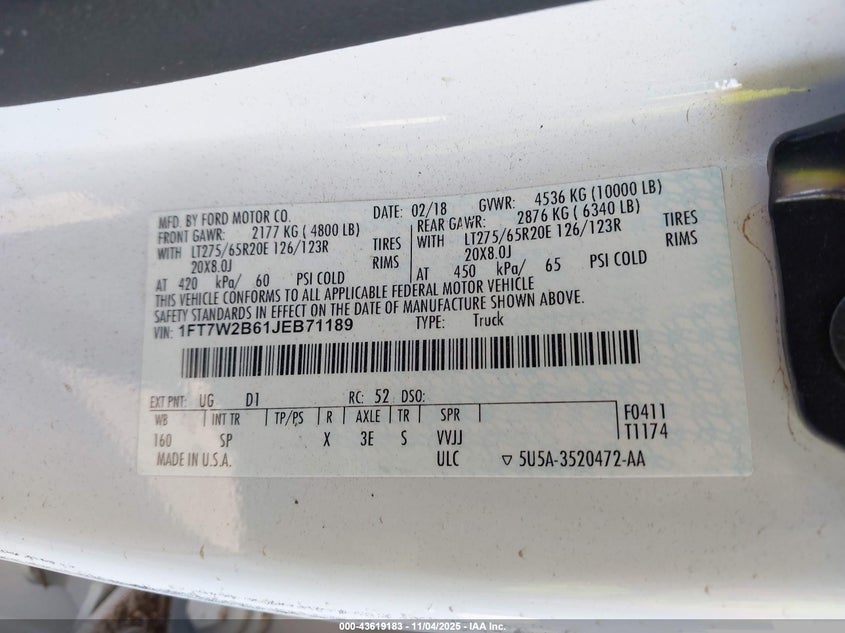 MFD. BY FORD MOTOR CO.
DATE: 02/18
GVWR: 4536 KG (10000 LB)
FRONT GAWR: 2177 KG ( 4800 LB)
REAR GAWR: 2876 KG ( 6340 LB)
WITH LT275/65R20E 126/123R TIRES
WITH LT275/65R20E 126/123R TIRES
20X8.0J RIMS
20X8.0J RIMS
AT 420 kPa/ 60 PSI COLD
AT 450 kPa/ 65 PSI COLD
THIS VEHICLE CONFORMS TO ALL APPLICABLE FEDERAL MOTOR VEHICLE
SAFETY STANDARDS IN EFFECT ON THE DATE OF MANUFACTURE SHOWN ABOVE.
VIN: 1FT7W2B61JEB71189
TYPE: Truck
EXT PNT: UG D1 RC: 52 DSO:
WB INT TR TP/PS R AXLE TR SPR F0411
160 SP X 3E S VVJJ T1174
MADE IN U.S.A. ULC ▽ 5U5A-3520472-AA
000-43619183 - 11/04/2025 - IAA Inc.